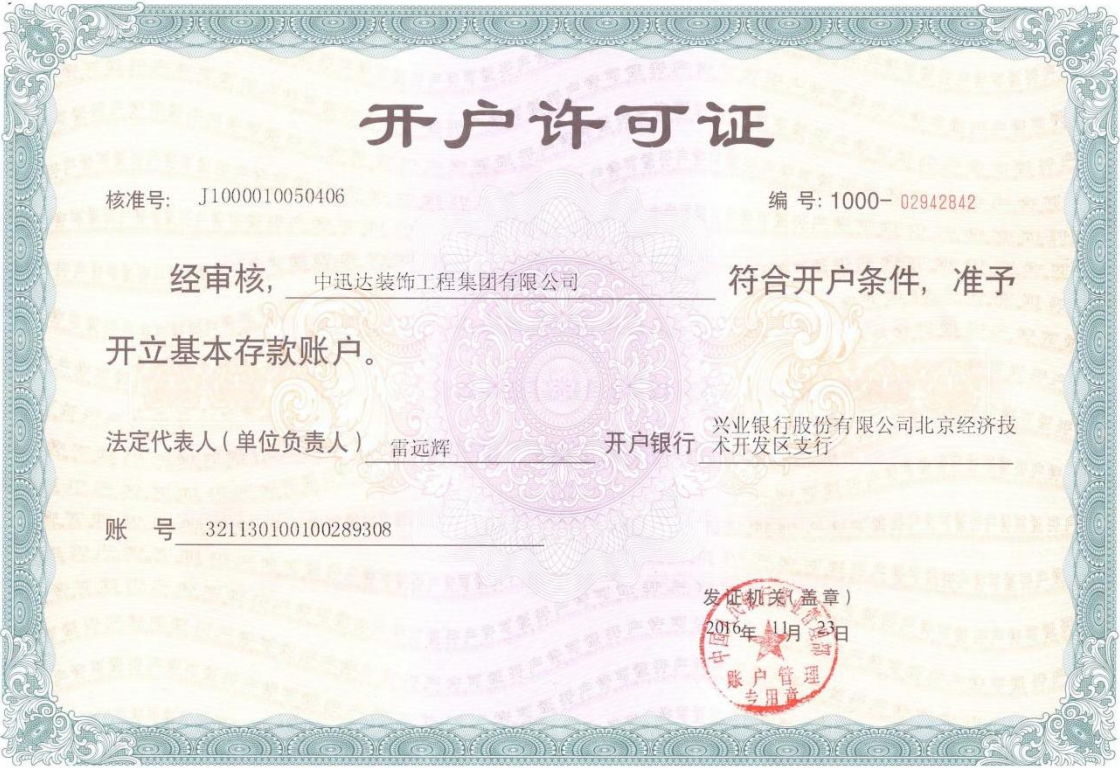 开户许可证
核准号: J1000010050406 编 号: 1000- 02942842
经审核, 中迅达装饰工程集团有限公司 符合开户条件, 准予
开立基本存款账户。
法定代表人(单位负责人) 雷远辉 开户银行 兴业银行股份有限公司北京经济技
术开发区支行
账 号 321130100100289308
发证机关(盖章)
2016年 11月 23日
账户管理
专用章